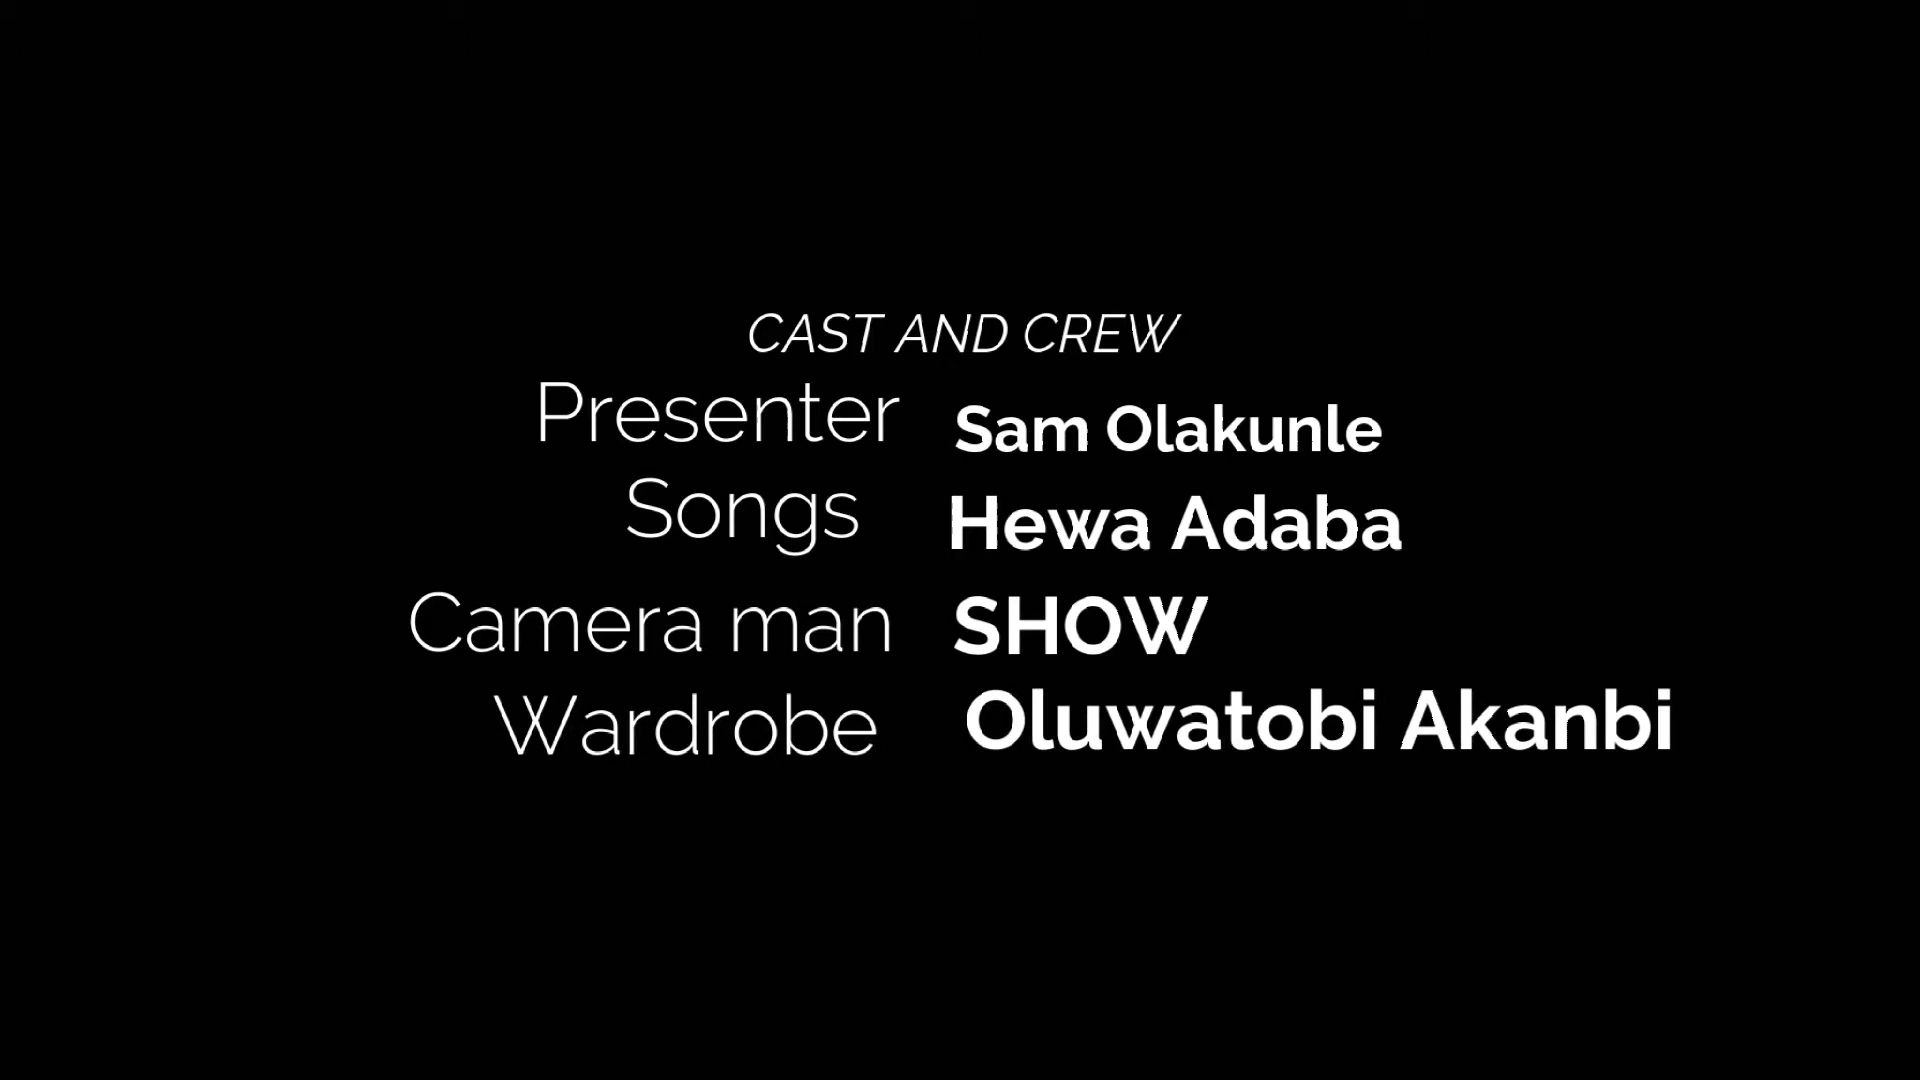 CAST AND CREW
Presenter Sam Olakunle
Songs Hewa Adaba
Camera man SHOW
Wardrobe Oluwatobi Akanbi